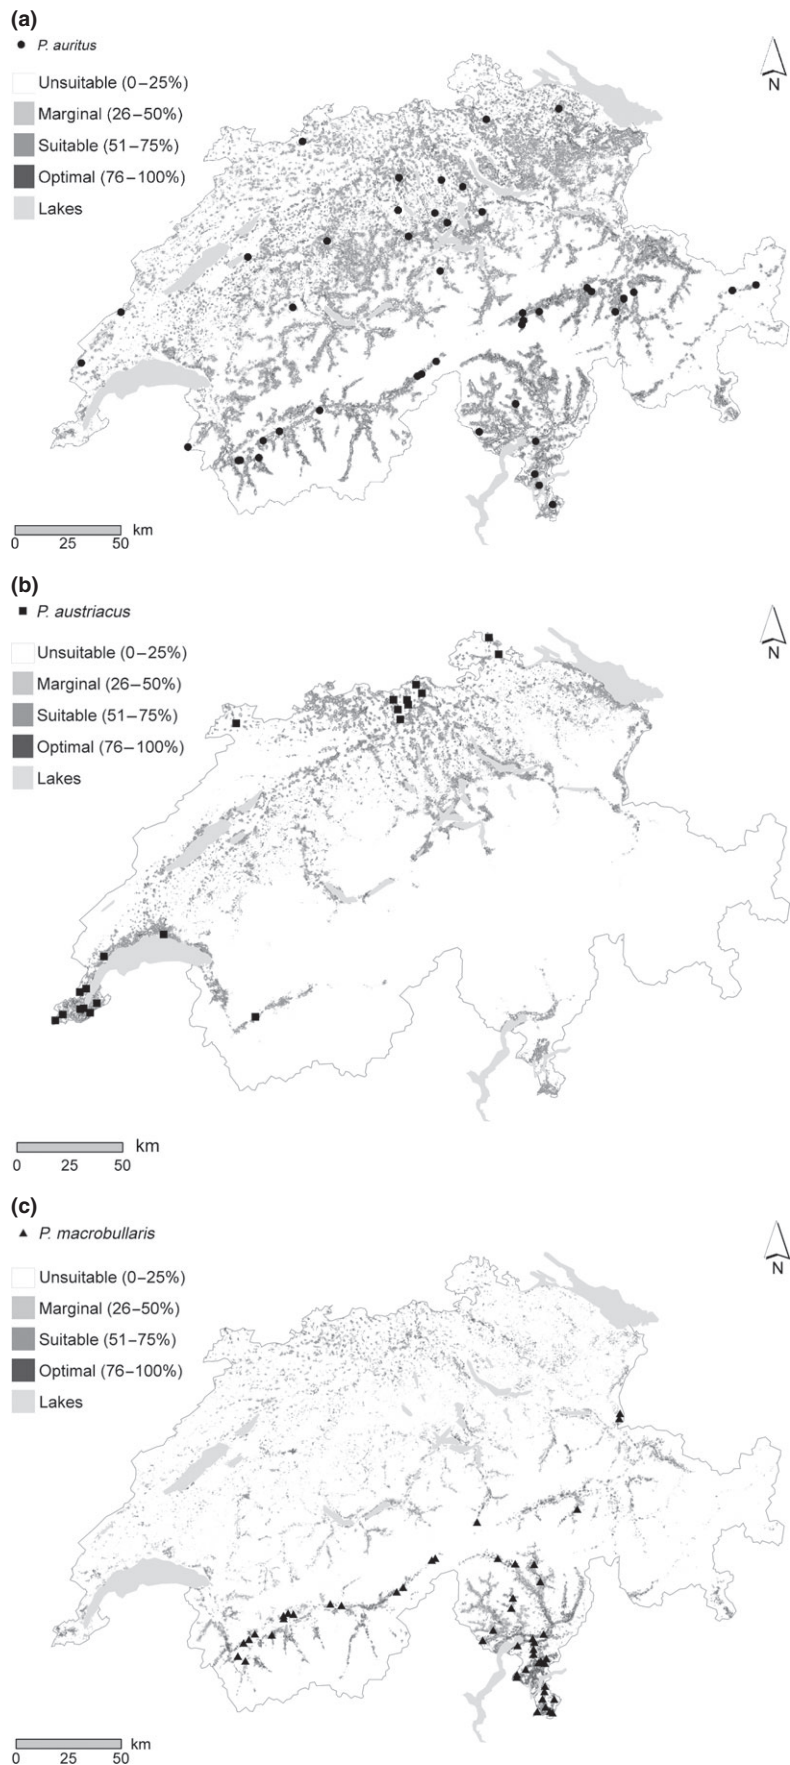 (a)
P. auritus
Unsuitable (0–25%)
Marginal (26–50%)
Suitable (51–75%)
Optimal (76–100%)
Lakes
N
km
0 25 50
(b)
P. austriacus
Unsuitable (0–25%)
Marginal (26–50%)
Suitable (51–75%)
Optimal (76–100%)
Lakes
N
km
0 25 50
(c)
P. macrobullaris
Unsuitable (0–25%)
Marginal (26–50%)
Suitable (51–75%)
Optimal (76–100%)
Lakes
N
km
0 25 50